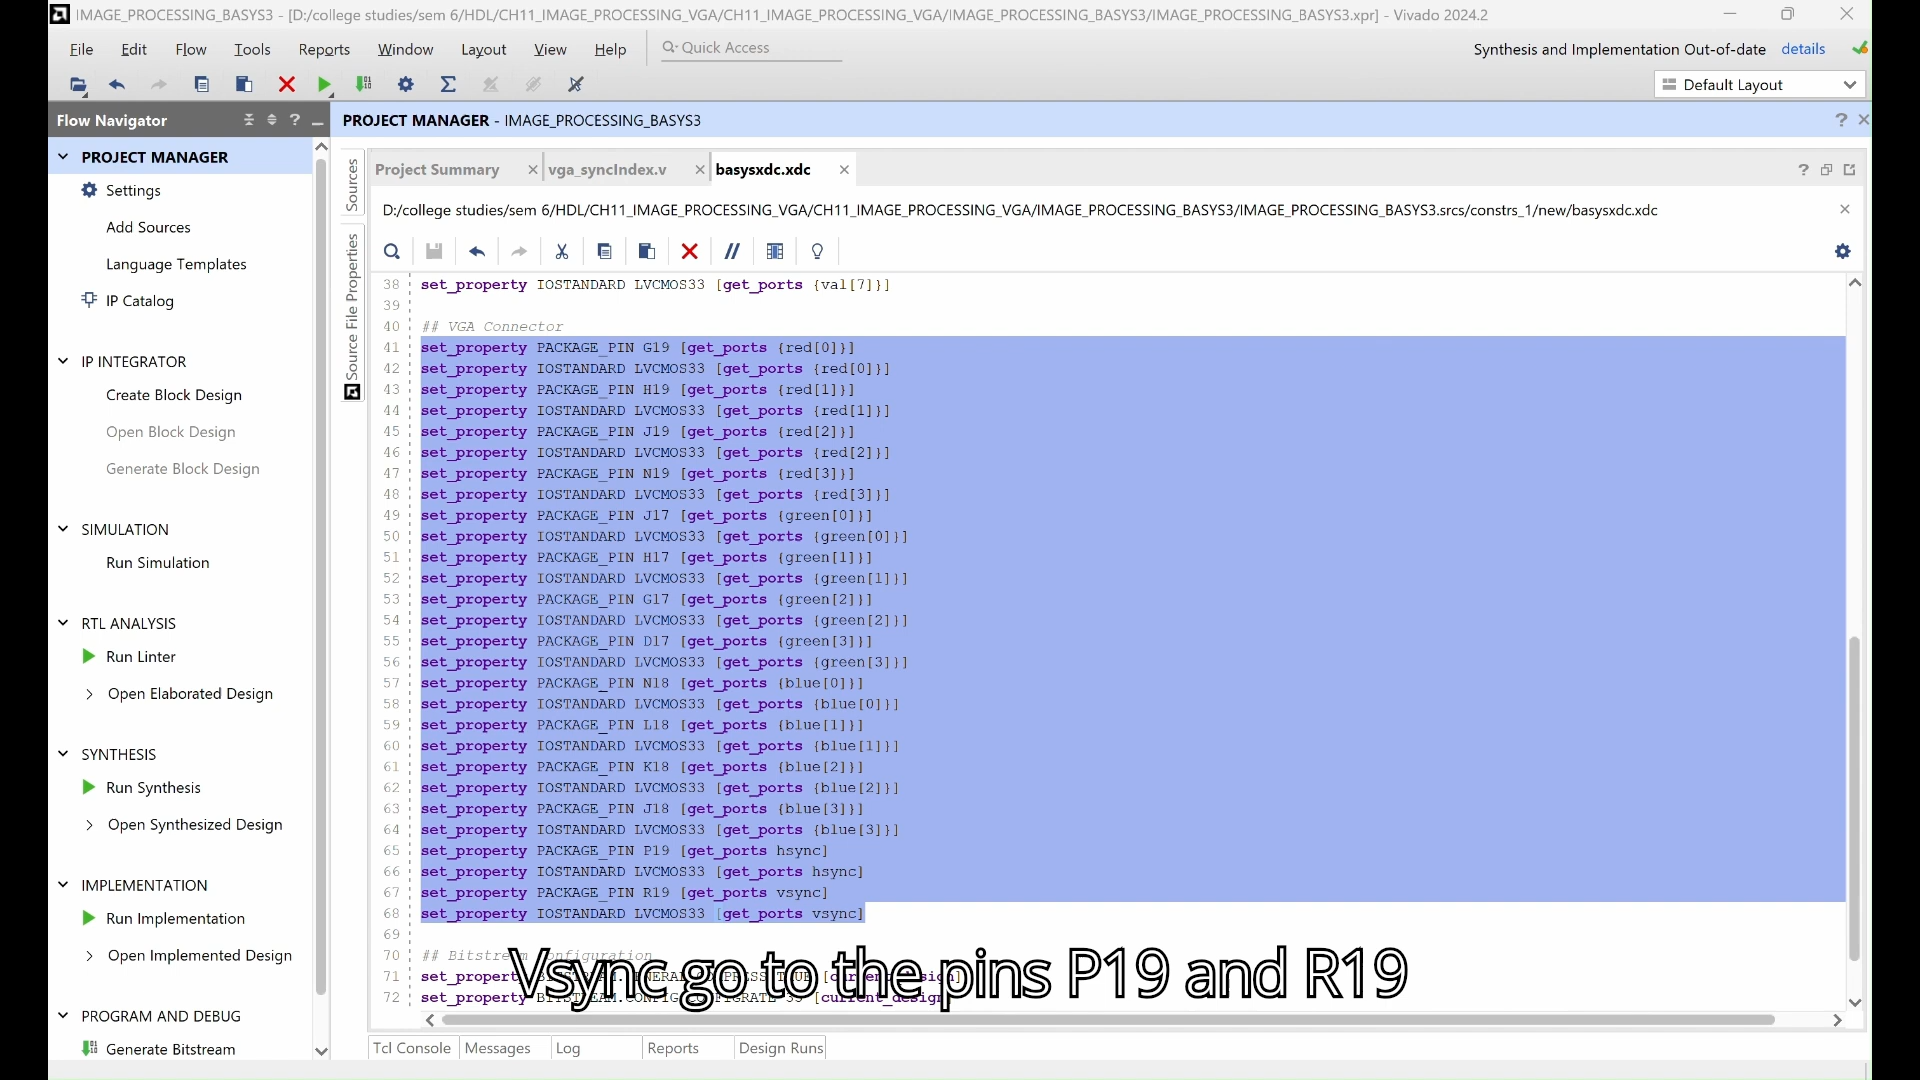 IMAGE_PROCESSING_BASYS3 - [D:/college studies/sem 6/HDL/CH11_IMAGE_PROCESSING_VGA/CH11_IMAGE_PROCESSING_VGA/IMAGE_PROCESSING_BASYS3/IMAGE_PROCESSING_BASYS3.xpr] - Vivado 2024.2
File Edit Flow Tools Reports Window Layout View Help Quick Access
Synthesis and Implementation Out-of-date details
Default Layout
Flow Navigator
PROJECT MANAGER - IMAGE_PROCESSING_BASYS3
PROJECT MANAGER
Settings
Add Sources
Language Templates
IP Catalog
IP INTEGRATOR
Create Block Design
Open Block Design
Generate Block Design
SIMULATION
Run Simulation
RTL ANALYSIS
Run Linter
Open Elaborated Design
SYNTHESIS
Run Synthesis
Open Synthesized Design
IMPLEMENTATION
Run Implementation
Open Implemented Design
PROGRAM AND DEBUG
Generate Bitstream
Sources
Source File Properties
Project Summary
vga_syncIndex.v
basysxdc.xdc
D:/college studies/sem 6/HDL/CH11_IMAGE_PROCESSING_VGA/CH11_IMAGE_PROCESSING_VGA/IMAGE_PROCESSING_BASYS3/IMAGE_PROCESSING_BASYS3.srcs/constrs_1/new/basysxdc.xdc
38 set_property IOSTANDARD LVCMOS33 [get_ports {val[7]}]
39
40 ## VGA Connector
41 set_property PACKAGE_PIN G19 [get_ports {red[0]}]
42 set_property IOSTANDARD LVCMOS33 [get_ports {red[0]}]
43 set_property PACKAGE_PIN H19 [get_ports {red[1]}]
44 set_property IOSTANDARD LVCMOS33 [get_ports {red[1]}]
45 set_property PACKAGE_PIN J19 [get_ports {red[2]}]
46 set_property IOSTANDARD LVCMOS33 [get_ports {red[2]}]
47 set_property PACKAGE_PIN N19 [get_ports {red[3]}]
48 set_property IOSTANDARD LVCMOS33 [get_ports {red[3]}]
49 set_property PACKAGE_PIN J17 [get_ports {green[0]}]
50 set_property IOSTANDARD LVCMOS33 [get_ports {green[0]}]
51 set_property PACKAGE_PIN H17 [get_ports {green[1]}]
52 set_property IOSTANDARD LVCMOS33 [get_ports {green[1]}]
53 set_property PACKAGE_PIN G17 [get_ports {green[2]}]
54 set_property IOSTANDARD LVCMOS33 [get_ports {green[2]}]
55 set_property PACKAGE_PIN D17 [get_ports {green[3]}]
56 set_property IOSTANDARD LVCMOS33 [get_ports {green[3]}]
57 set_property PACKAGE_PIN N18 [get_ports {blue[0]}]
58 set_property IOSTANDARD LVCMOS33 [get_ports {blue[0]}]
59 set_property PACKAGE_PIN L18 [get_ports {blue[1]}]
60 set_property IOSTANDARD LVCMOS33 [get_ports {blue[1]}]
61 set_property PACKAGE_PIN K18 [get_ports {blue[2]}]
62 set_property IOSTANDARD LVCMOS33 [get_ports {blue[2]}]
63 set_property PACKAGE_PIN J18 [get_ports {blue[3]}]
64 set_property IOSTANDARD LVCMOS33 [get_ports {blue[3]}]
65 set_property PACKAGE_PIN P19 [get_ports hsync]
66 set_property IOSTANDARD LVCMOS33 [get_ports hsync]
67 set_property PACKAGE_PIN R19 [get_ports vsync]
68 set_property IOSTANDARD LVCMOS33 [get_ports vsync]
69
70 ## Bitstream Configuration
71 set_property
72 set_property
Vsync go to the pins P19 and R19
Tcl Console Messages Log Reports Design Runs